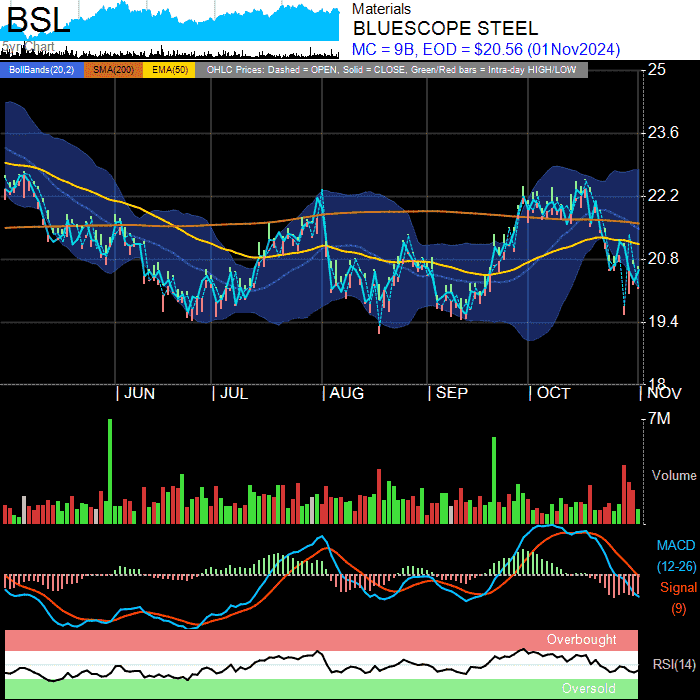 BSL
Materials
BLUESCOPE STEEL
MC = 9B, EOD = $20.56 (01Nov2024)
BollBands(20,2) SMA(200) EMA(50) OHLC Prices: Dashed = OPEN, Solid = CLOSE, Green/Red bars = Intra-day HIGH/LOW
25
23.6
22.2
20.8
19.4
18
JUN JUL AUG SEP OCT NOV
7M
Volume
MACD
(12-26)
Signal
(9)
Overbought
RSI(14)
Oversold